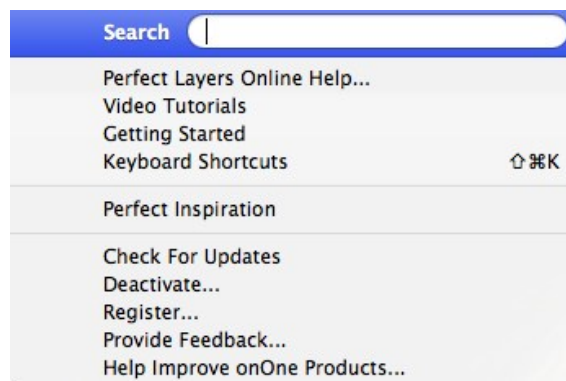 Search
Perfect Layers Online Help...
Video Tutorials
Getting Started
Keyboard Shortcuts ⇧⌘K
Perfect Inspiration
Check For Updates
Deactivate...
Register...
Provide Feedback...
Help Improve onOne Products...